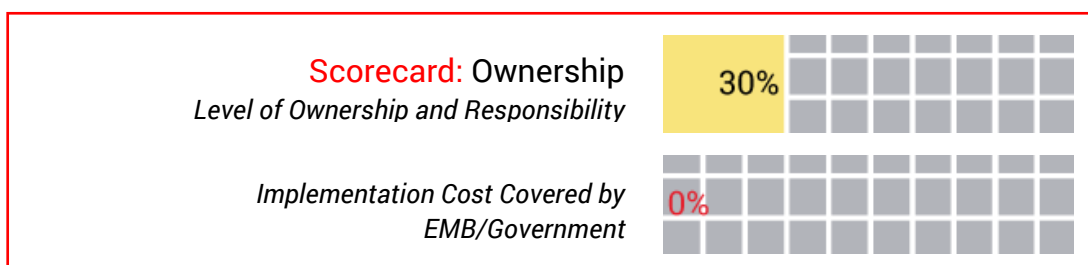 Scorecard: Ownership
Level of Ownership and Responsibility
30%
Implementation Cost Covered by
EMB/Government
0%